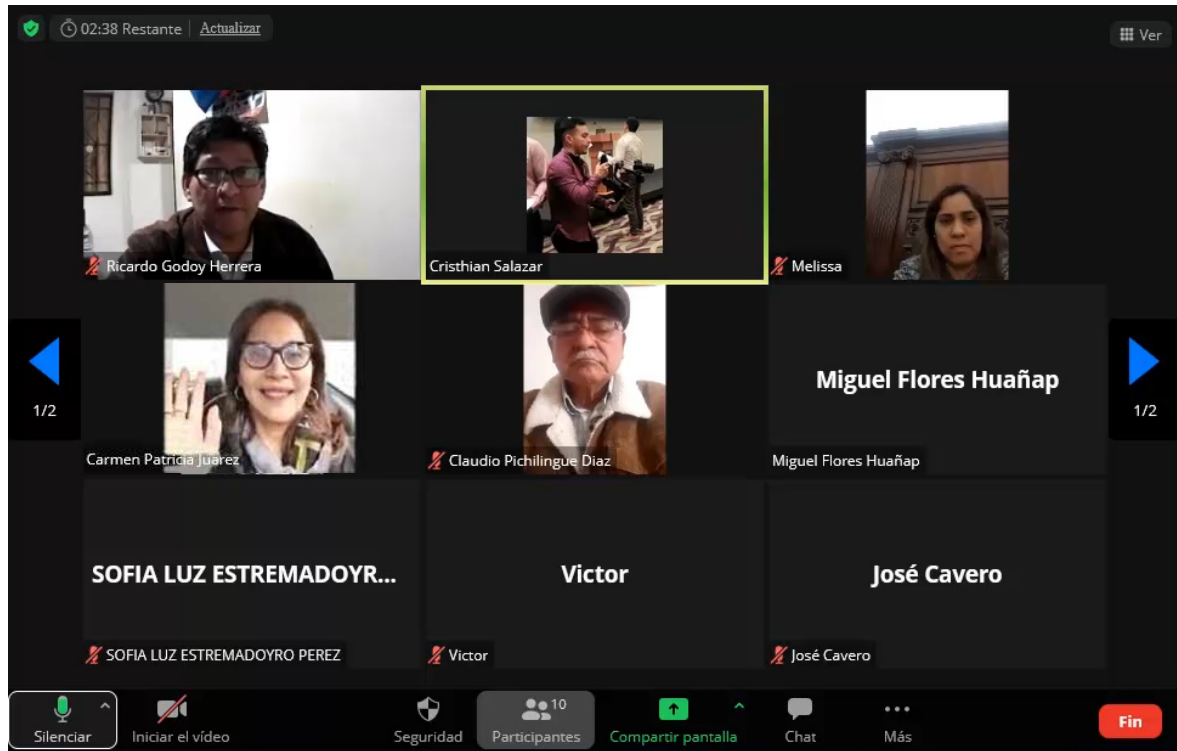 02:38 Restante Actualizar
Ver
Ricardo Godoy Herrera
Cristhian Salazar
Melissa
1/2
Carmen Patricia Juarez
Claudio Pichilingue Diaz
Miguel Flores Huañap
Miguel Flores Huañap
1/2
SOFIA LUZ ESTREMADOYR...
SOFIA LUZ ESTREMADOYRO PEREZ
Victor
Victor
José Cavero
José Cavero
Silenciar
Iniciar el vídeo
Seguridad
10
Participantes
Compartir pantalla
Chat
Más
Fin